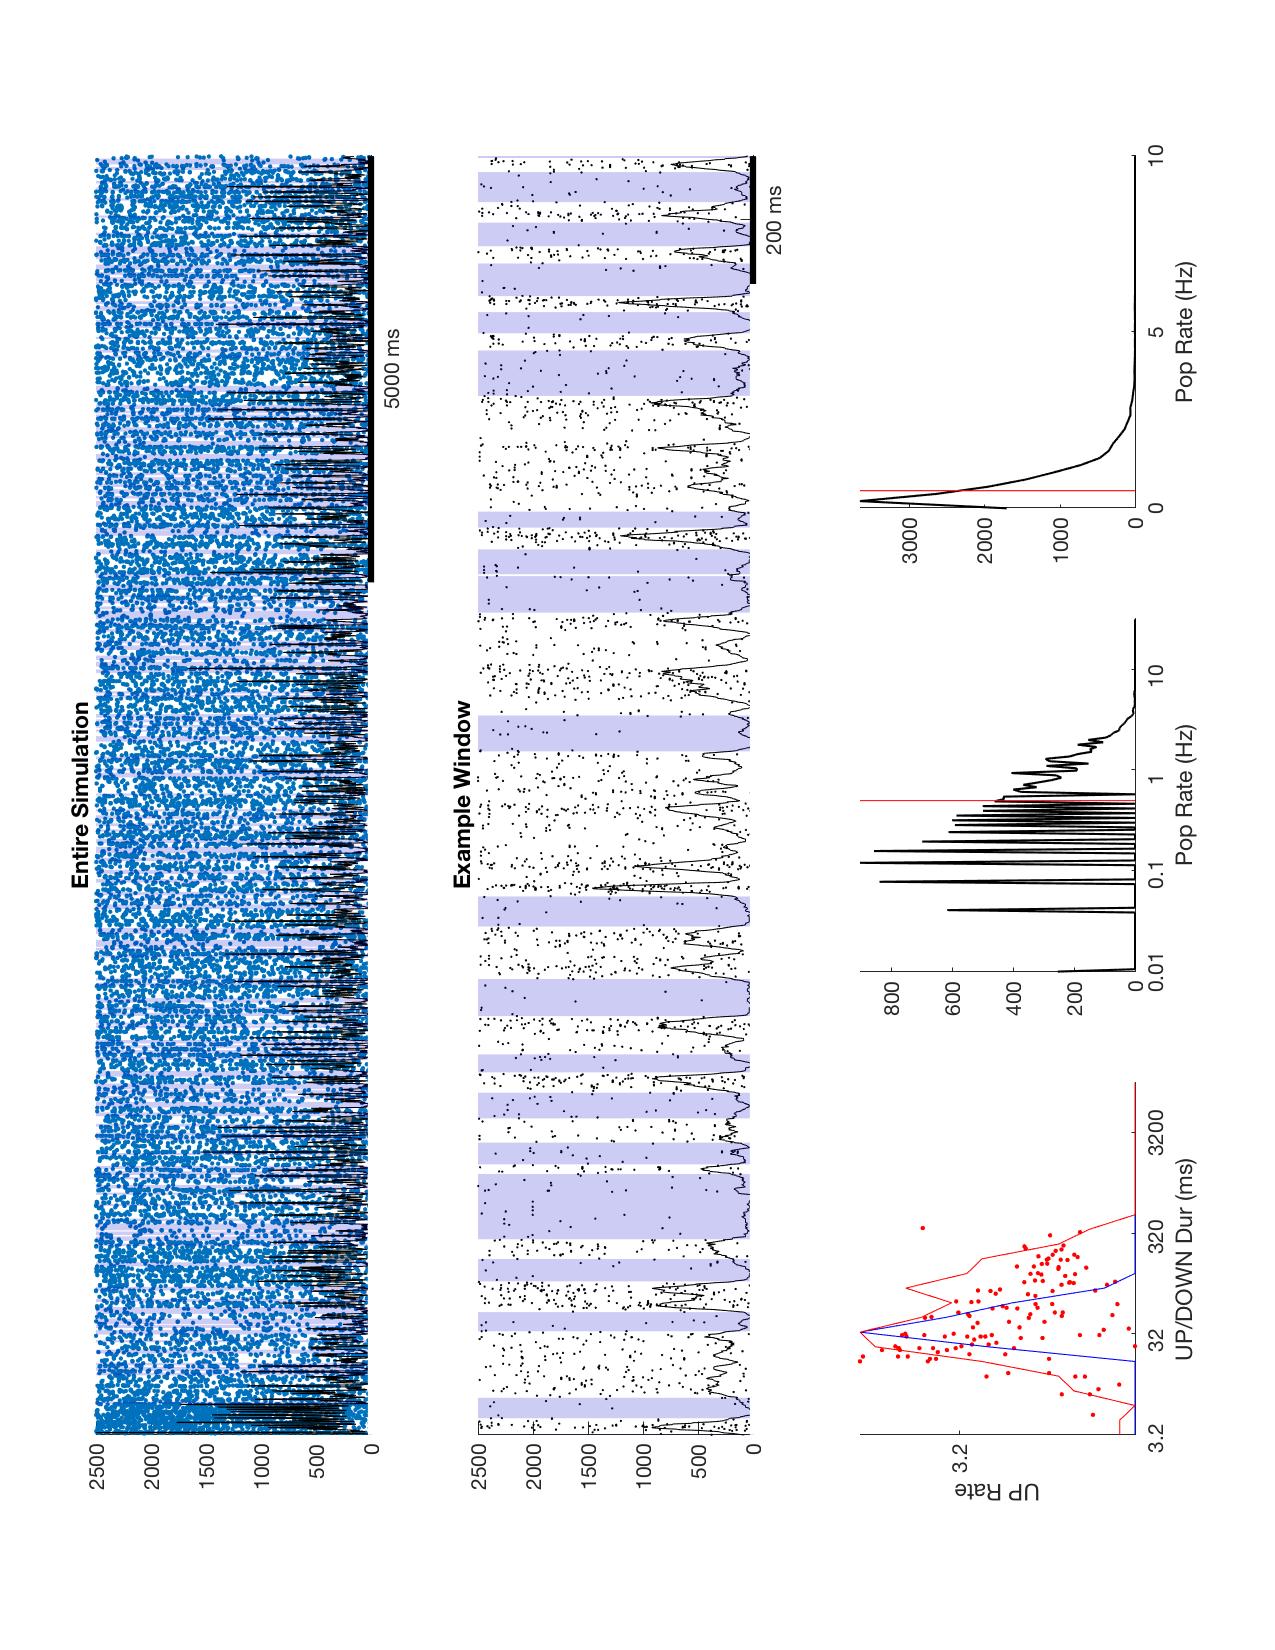 Entire Simulation
2500
2000
1500
1000
500
0
5000 ms
Example Window
2500
2000
1500
1000
500
0
200 ms
UP Rate
3.2
3.2 32 320 3200
UP/DOWN Dur (ms)
800
600
400
200
0
0.01 0.1 1 10
Pop Rate (Hz)
3000
2000
1000
0
0 5 10
Pop Rate (Hz)